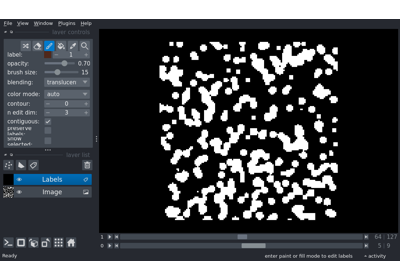 File View Window Plugins Help
layer controls
label: 1
opacity: 0.70
brush size: 15
blending: translucen
color mode: auto
contour: 0
n edit dim: 3
contiguous:
preserve labels:
show selected:
layer list
Labels
Image
1 64 127
0 5 9
Ready enter paint or fill mode to edit labels activity